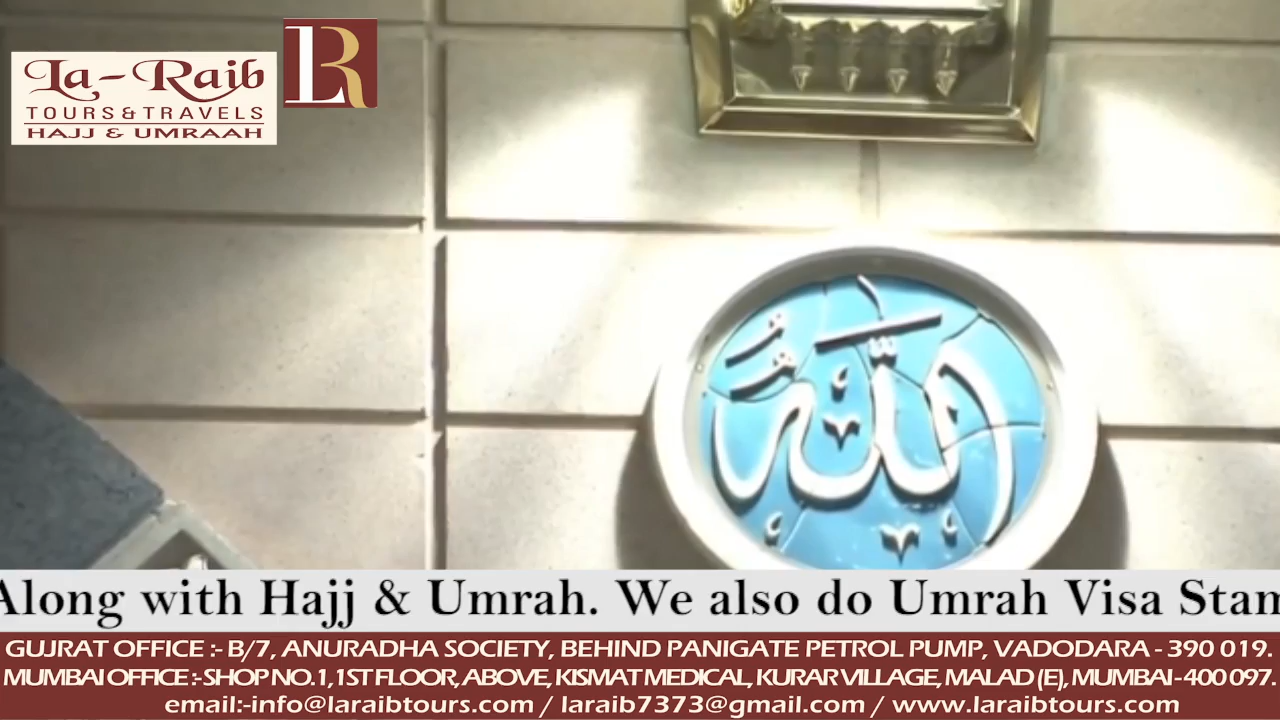 La-Raib
TOURS & TRAVELS
HAJJ & UMRAAH
LR
اللَّه
Along with Hajj & Umrah. We also do Umrah Visa Stam
GUJRAT OFFICE :- B/7, ANURADHA SOCIETY, BEHIND PANIGATE PETROL PUMP, VADODARA - 390 019.
MUMBAI OFFICE :- SHOP NO. 1, 1ST FLOOR, ABOVE, KISMAT MEDICAL, KURAR VILLAGE, MALAD (E), MUMBAI - 400 097.
email:-info@laraibtours.com / laraib7373@gmail.com / www.laraibtours.com